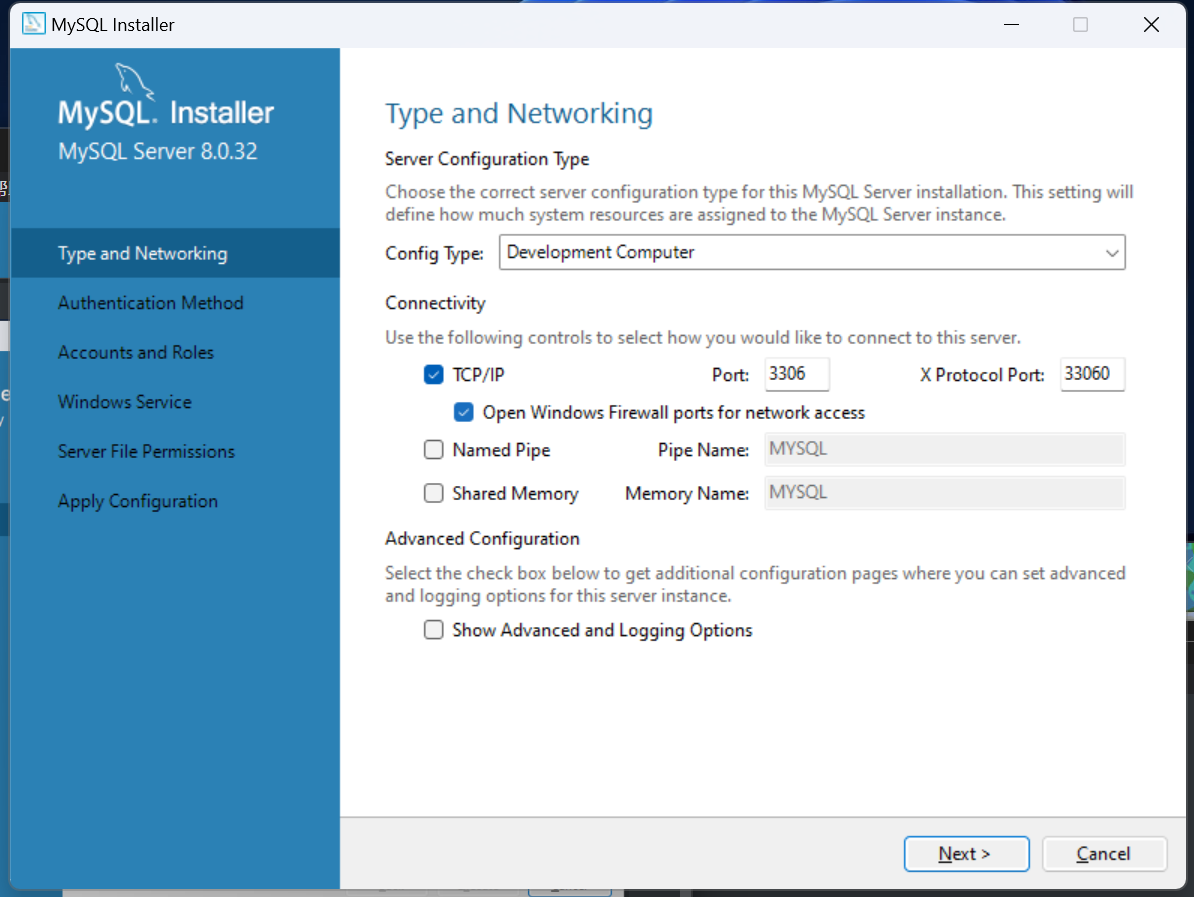 MySQL Installer
MySQL. Installer
MySQL Server 8.0.32
Type and Networking
Authentication Method
Accounts and Roles
Windows Service
Server File Permissions
Apply Configuration
Type and Networking
Server Configuration Type
Choose the correct server configuration type for this MySQL Server installation. This setting will
define how much system resources are assigned to the MySQL Server instance.
Config Type: Development Computer
Connectivity
Use the following controls to select how you would like to connect to this server.
TCP/IP Port: 3306 X Protocol Port: 33060
Open Windows Firewall ports for network access
Named Pipe Pipe Name: MYSQL
Shared Memory Memory Name: MYSQL
Advanced Configuration
Select the check box below to get additional configuration pages where you can set advanced
and logging options for this server instance.
Show Advanced and Logging Options
Next > Cancel